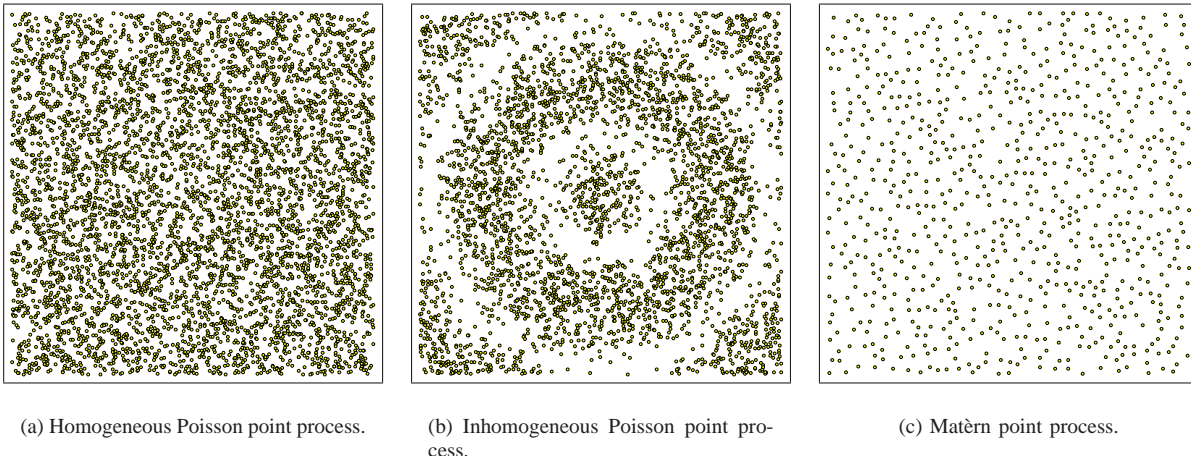 (a) Homogeneous Poisson point process.
(b) Inhomogeneous Poisson point pro-
cess.
(c) Matèrn point process.